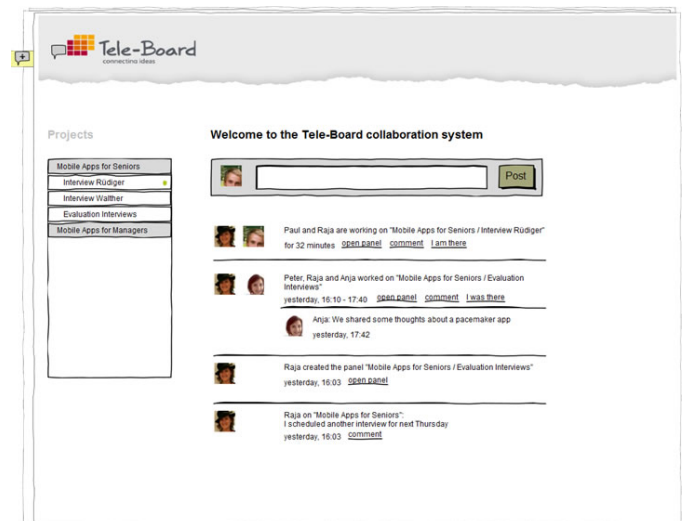 Tele-Board
connecting ideas
Projects
Mobile Apps for Seniors
Interview Rüdiger
Interview Walther
Evaluation Interviews
Mobile Apps for Managers
Welcome to the Tele-Board collaboration system
Post
Paul and Raja are working on "Mobile Apps for Seniors / Interview Rüdiger"
for 32 minutes open panel comment I am there
Peter, Raja and Anja worked on "Mobile Apps for Seniors / Evaluation
Interviews"
yesterday, 16:10 - 17:40 open panel comment I was there
Anja: We shared some thoughts about a pacemaker app
yesterday, 17:42
Raja created the panel "Mobile Apps for Seniors / Evaluation Interviews"
yesterday, 16:03 open panel
Raja on "Mobile Apps for Seniors":
I scheduled another interview for next Thursday
yesterday, 16:03 comment